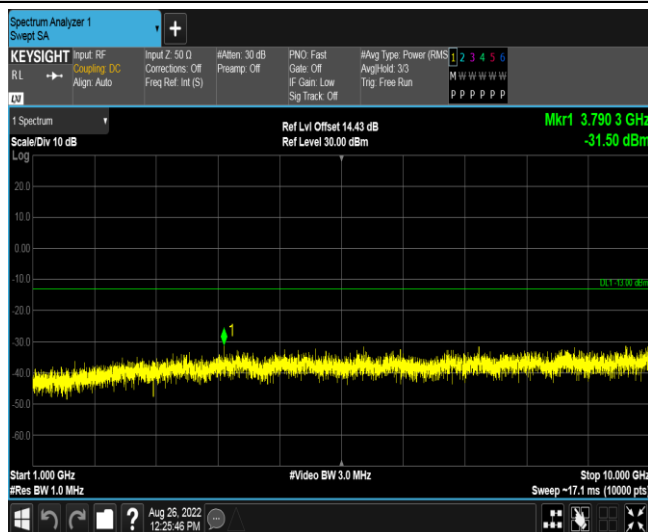 Spectrum Analyzer 1
Swept SA
+
KEYSIGHT Input: RF Input Z: 50 Ω #Atten: 30 dB PNO: Fast #Avg Type: Power (RMS 1 2 3 4 5 6
RL Coupling: DC Corrections: Off Preamp: Off Gate: Off Avg|Hold: 3/3 M W W W W W
Align: Auto Freq Ref: Int (S) IF Gain: Low Trig: Free Run
LXI Sig Track: Off P P P P P P
1 Spectrum Ref Lvl Offset 14.43 dB Mkr1 3.790 3 GHz
Scale/Div 10 dB Ref Level 30.00 dBm -31.50 dBm
Log
20.0
10.0
0.00
-10.0
DL1 -13.00 dBm
-20.0
-30.0
1
-40.0
-50.0
-60.0
Start 1.000 GHz #Video BW 3.0 MHz Stop 10.000 GHz
#Res BW 1.0 MHz Sweep ~17.1 ms (10000 pts)
? Aug 26, 2022
12:25:46 PM